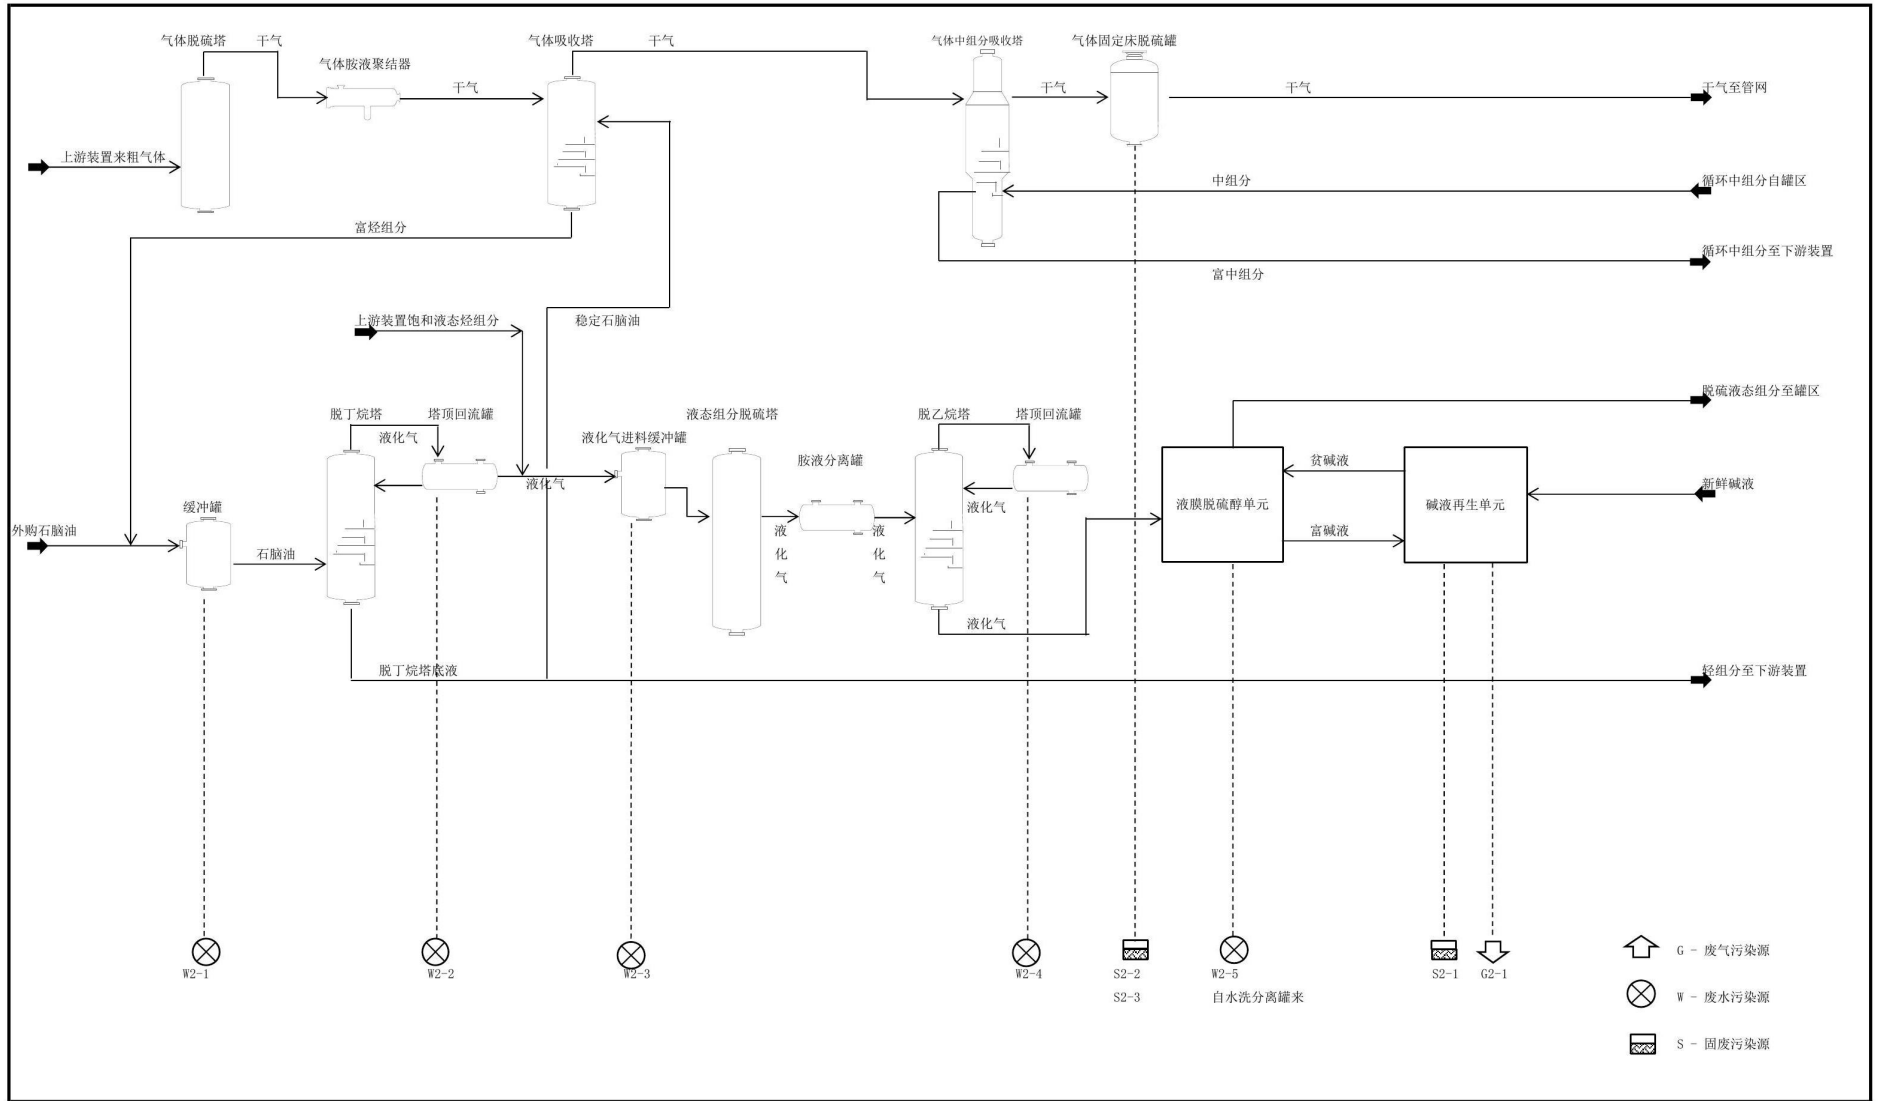 气体脱硫塔
干气
气体吸收塔
干气
气体中组分吸收塔
气体固定床脱硫罐
气体胺液聚结器
干气
干气
干气
干气至管网
上游装置来粗气体
中组分
循环中组分自罐区
富烃组分
循环中组分至下游装置
富中组分
上游装置饱和液态烃组分
稳定石脑油
脱硫液态组分至罐区
脱丁烷塔
塔顶回流罐
液态组分脱硫塔
脱乙烷塔
塔顶回流罐
液化气
液化气进料缓冲罐
胺液分离罐
贫碱液
液化气
新鲜碱液
缓冲罐
液化气
液膜脱硫醇单元
碱液再生单元
外购石脑油
液化气
液化气
富碱液
石脑油
液化气
脱丁烷塔底液
轻组分至下游装置
W2-1
W2-2
W2-3
W2-4
S2-2
W2-5
S2-1
G2-1
S2-3
自水洗分离罐来
G - 废气污染源
W - 废水污染源
S - 固废污染源